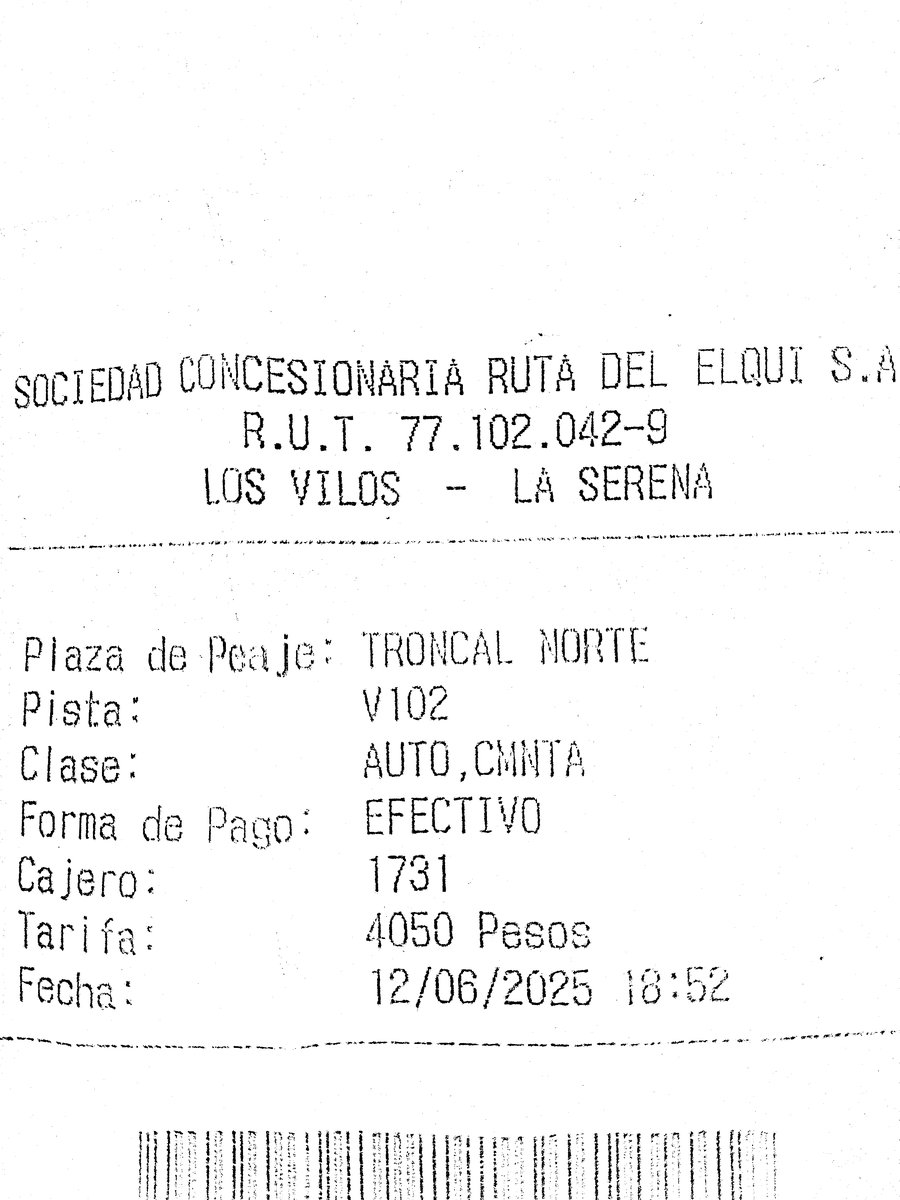 SOCIEDAD CONCESIONARIA RUTA DEL ELQUI S.A
R.U.T. 77.102.042-9
LOS VILOS - LA SERENA
Plaza de Peaje: TRONCAL NORTE
Pista: V102
Clase: AUTO,CMNTA
Forma de Pago: EFECTIVO
Cajero: 1731
Tarifa: 4050 Pesos
Fecha: 12/06/2025 18:52